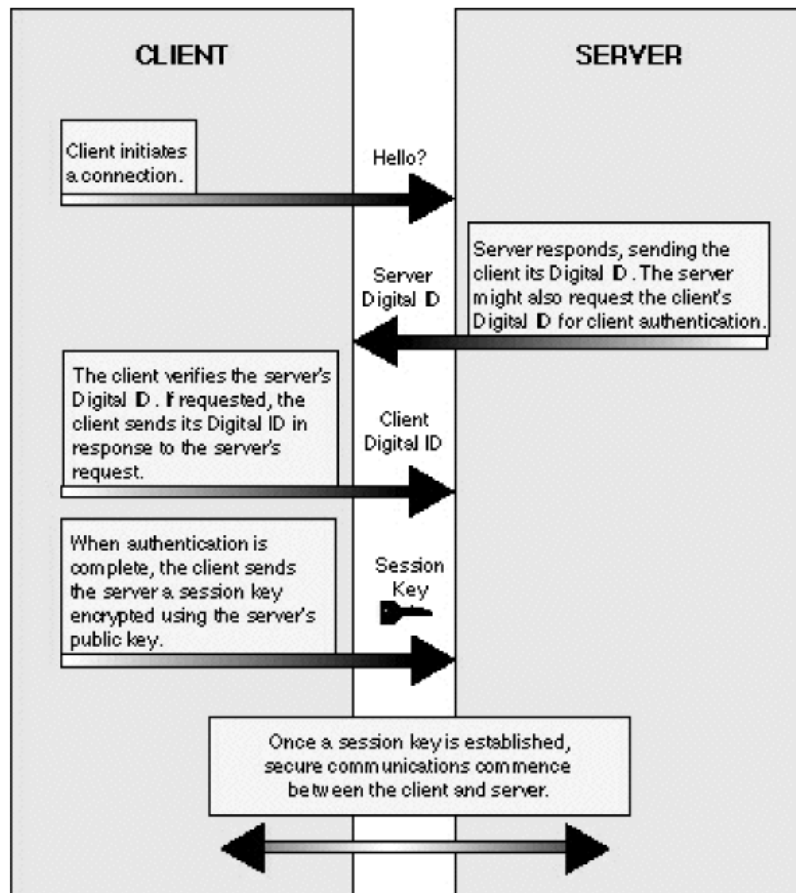 CLIENT
SERVER
Client initiates
a connection.
Hello?
Server responds, sending the
client its Digital ID. The server
might also request the client's
Digital ID for client authentication.
Server
Digital ID
The client verifies the server's
Digital ID. If requested, the
client sends its Digital ID in
response to the server's
request.
Client
Digital ID
When authentication is
complete, the client sends
the server a session key
encrypted using the server's
public key.
Session
Key
Once a session key is established,
secure communications commence
between the client and server.